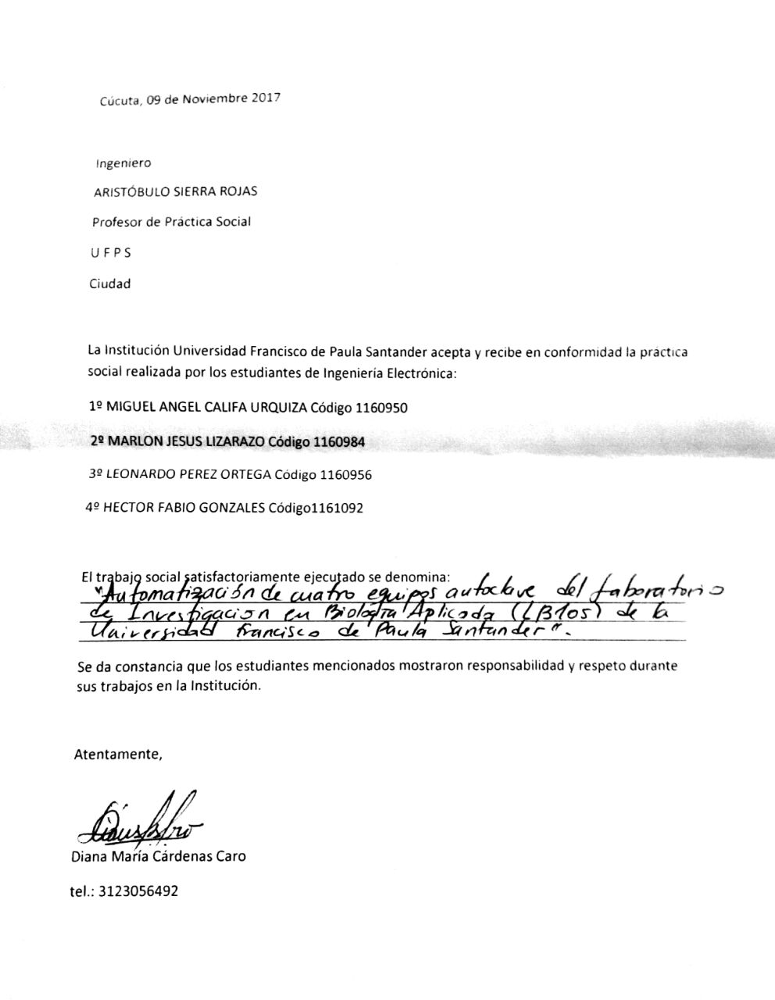 Cúcuta, 09 de Noviembre 2017
Ingeniero
ARISTÓBULO SIERRA ROJAS
Profesor de Práctica Social
U F P S
Ciudad
La Institución Universidad Francisco de Paula Santander acepta y recibe en conformidad la práctica
social realizada por los estudiantes de Ingeniería Electrónica:
1º MIGUEL ANGEL CALIFA URQUIZA Código 1160950
2º MARLON JESUS LIZARAZO Código 1160984
3º LEONARDO PEREZ ORTEGA Código 1160956
4º HECTOR FABIO GONZALES Código1161092
El trabajo social satisfactoriamente ejecutado se denomina:
"Automatización de cuatro equipos autoclave del Laboratorio
de Investigacion en Biología Aplicada (LB1os) de la
Universidad Francisco de Paula Santander".
Se da constancia que los estudiantes mencionados mostraron responsabilidad y respeto durante
sus trabajos en la Institución.
Atentamente,
Diana María Cárdenas Caro
tel.: 3123056492